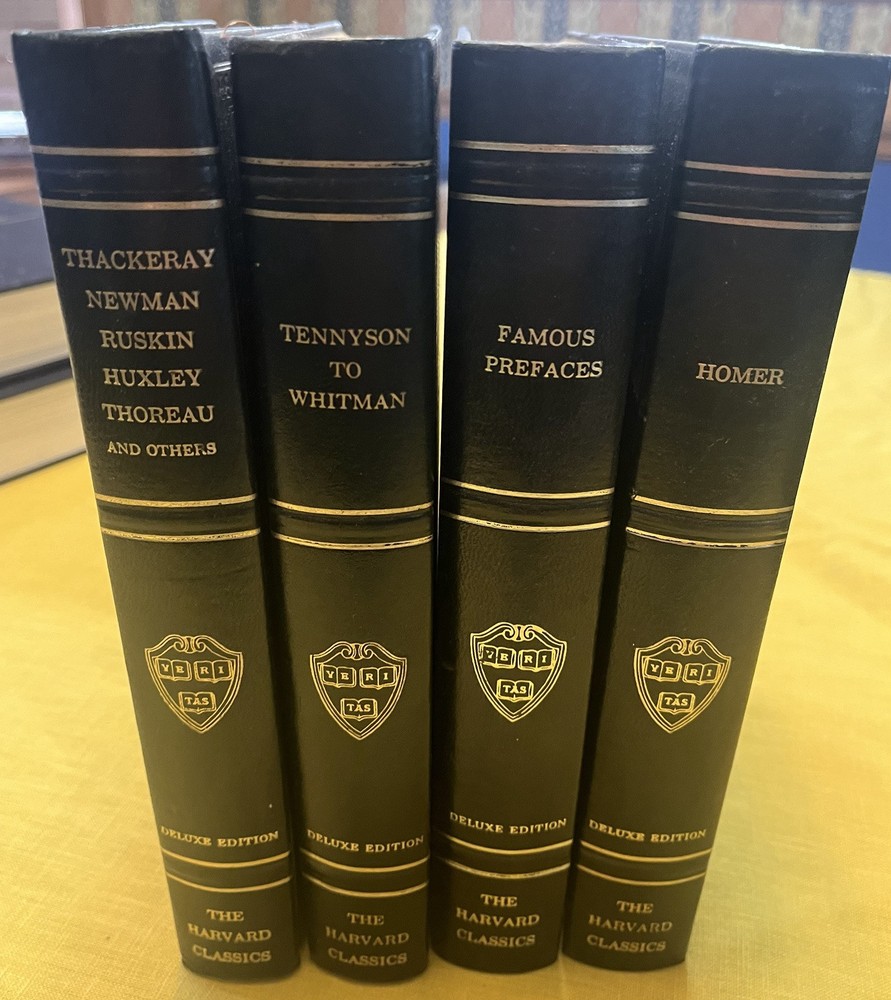 THACKERAY
NEWMAN
RUSKIN
HUXLEY
THOREAU
AND OTHERS
VE RI
TAS
DELUXE EDITION
THE
HARVARD
CLASSICS
TENNYSON
TO
WHITMAN
VE RI
TAS
DELUXE EDITION
THE
HARVARD
CLASSICS
FAMOUS
PREFACES
VE RI
TAS
DELUXE EDITION
THE
HARVARD
CLASSICS
HOMER
VE RI
TAS
DELUXE EDITION
THE
HARVARD
CLASSICS